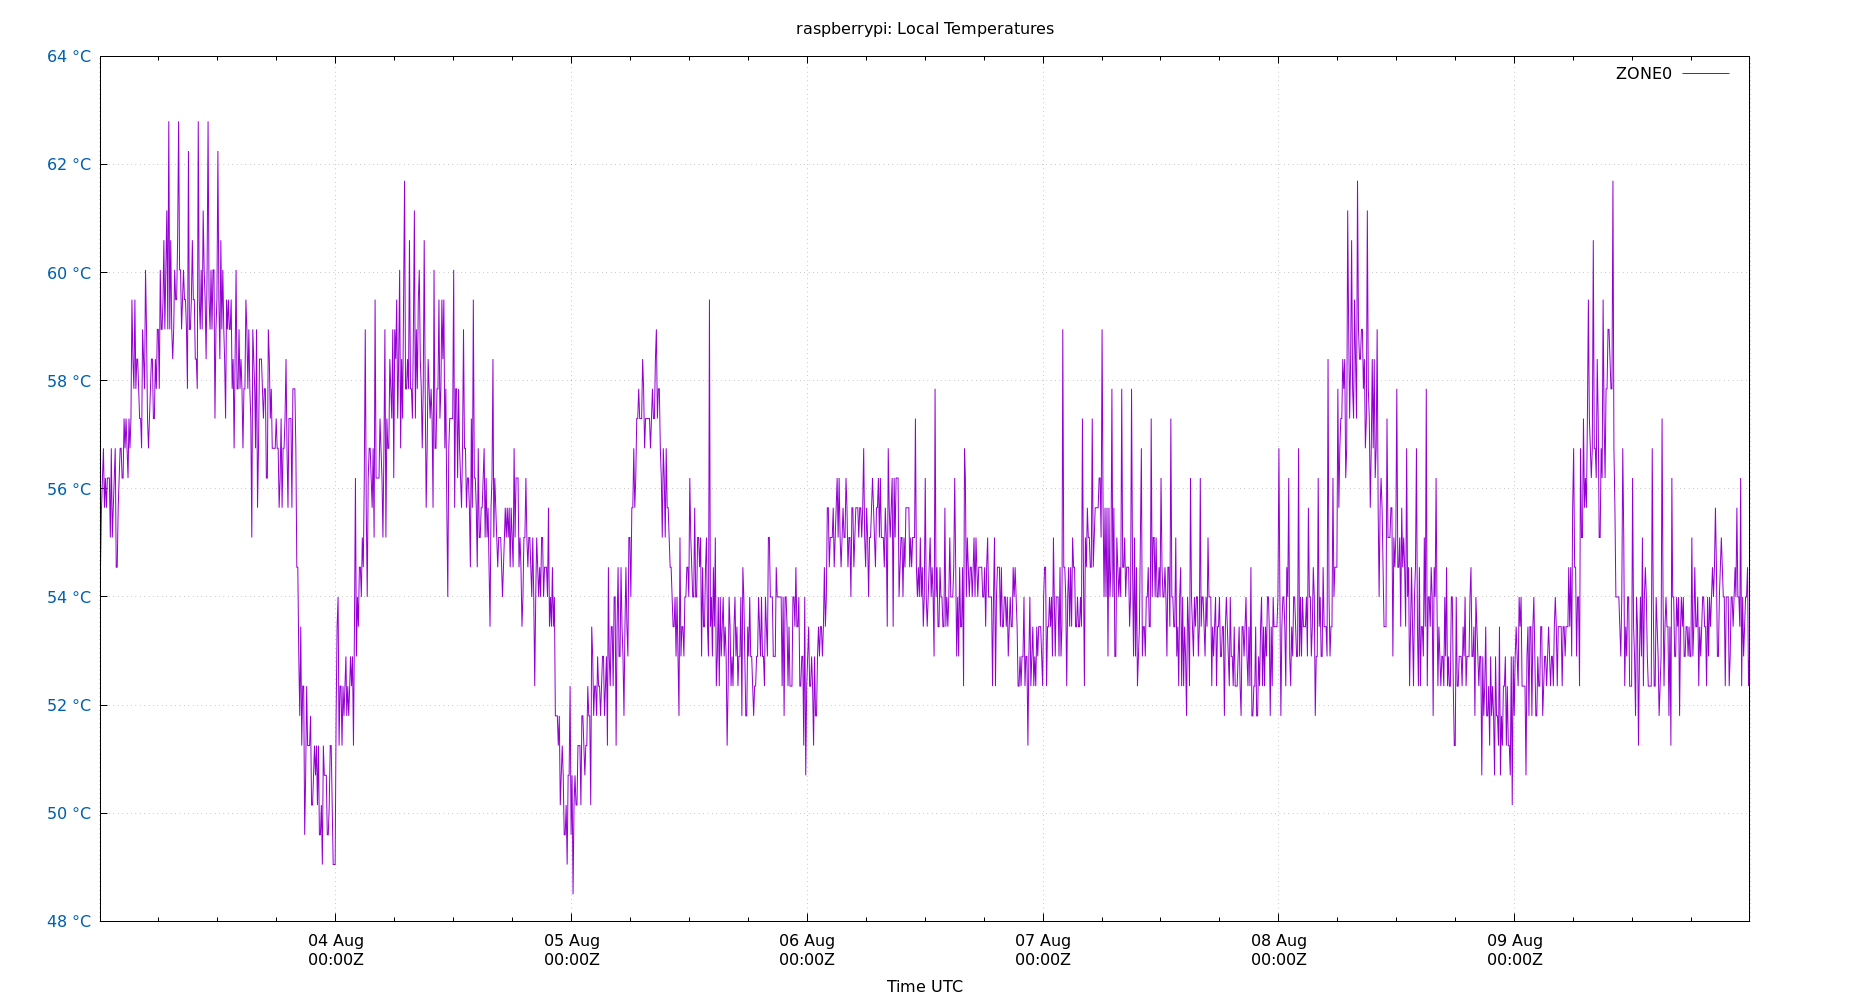 raspberrypi: Local Temperatures
64 °C
ZONE0
62 °C
60 °C
58 °C
56 °C
54 °C
52 °C
50 °C
48 °C
04 Aug 05 Aug 06 Aug 07 Aug 08 Aug 09 Aug
00:00Z 00:00Z 00:00Z 00:00Z 00:00Z 00:00Z
Time UTC